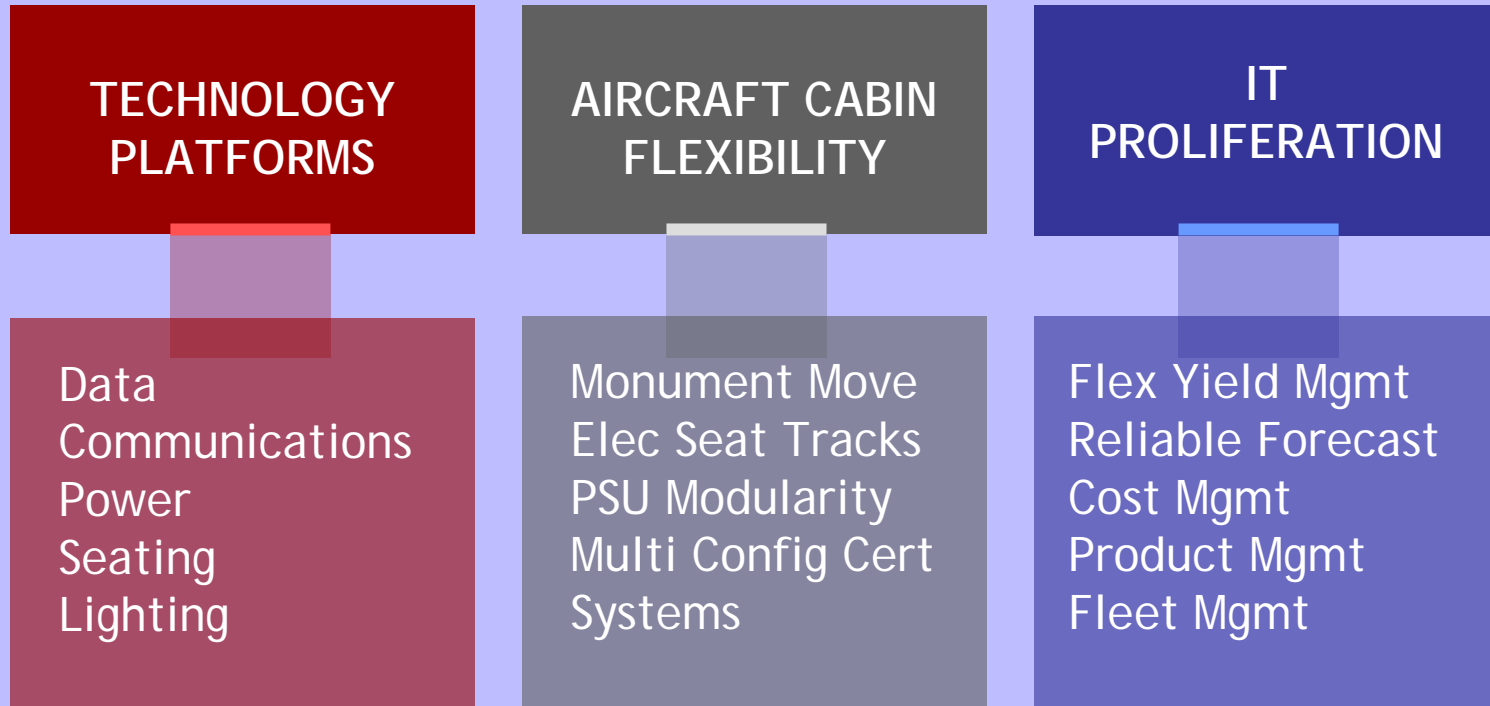 TECHNOLOGY
PLATFORMS
Data
Communications
Power
Seating
Lighting
AIRCRAFT CABIN
FLEXIBILITY
Monument Move
Elec Seat Tracks
PSU Modularity
Multi Config Cert
Systems
IT
PROLIFERATION
Flex Yield Mgmt
Reliable Forecast
Cost Mgmt
Product Mgmt
Fleet Mgmt